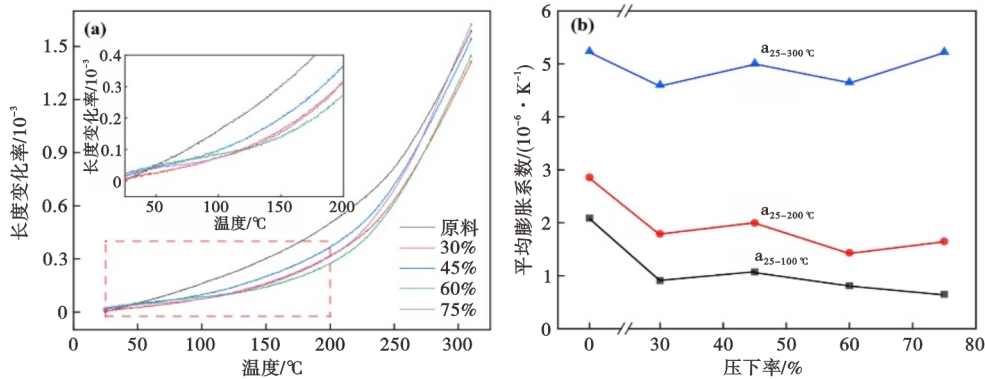 (a)
长度变化率/10⁻³
1.5
1.2
0.9
0.6
0.3
0
长度变化率/10⁻³
0.4
0.3
0.2
0.1
0
50 100 150 200
温度/℃
原料
30%
45%
60%
75%
0 50 100 150 200 250 300
温度/℃
(b)
平均膨胀系数/(10⁻⁶·K⁻¹)
6
5
4
3
2
1
0
a₂₅₋₃₀₀℃
a₂₅₋₂₀₀℃
a₂₅₋₁₀₀℃
0 30 40 50 60 70 80
压下率/%